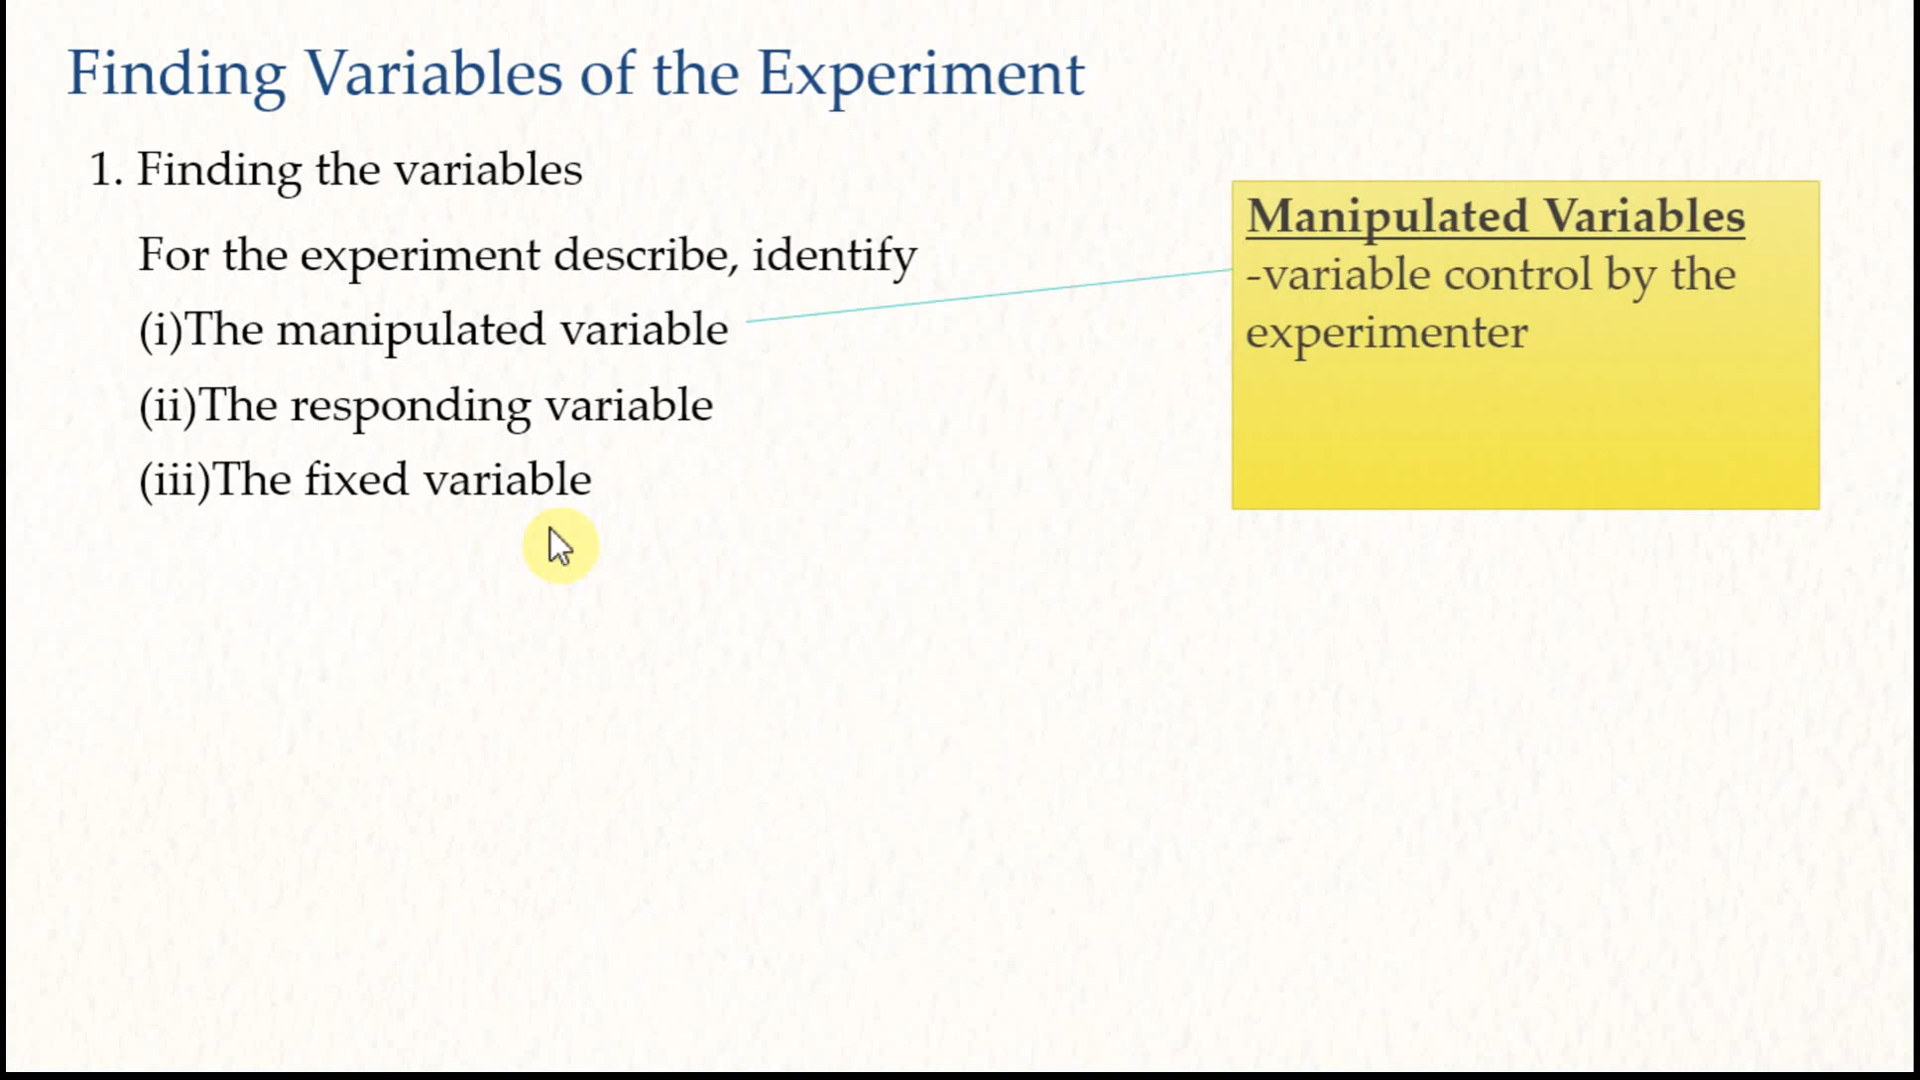 Finding Variables of the Experiment
1. Finding the variables
For the experiment describe, identify
(i)The manipulated variable
(ii)The responding variable
(iii)The fixed variable
Manipulated Variables
-variable control by the
experimenter